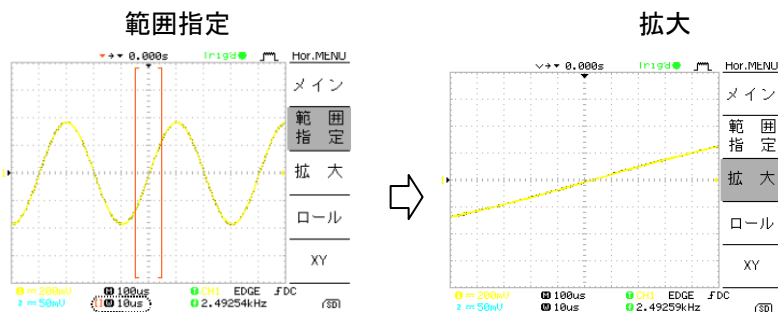 範囲指定
拡大
0.000s Trig'd Hor.MENU
メイン
範囲
指定
拡大
ロール
XY
1 200mV M 100us CH1 EDGE DC
2 50mV W 10us 2.49254kHz SD
0.000s Trig'd Hor.MENU
メイン
範囲
指定
拡大
ロール
XY
1 200mV M 100us CH1 EDGE DC
2 50mV W 10us 2.49259kHz SD